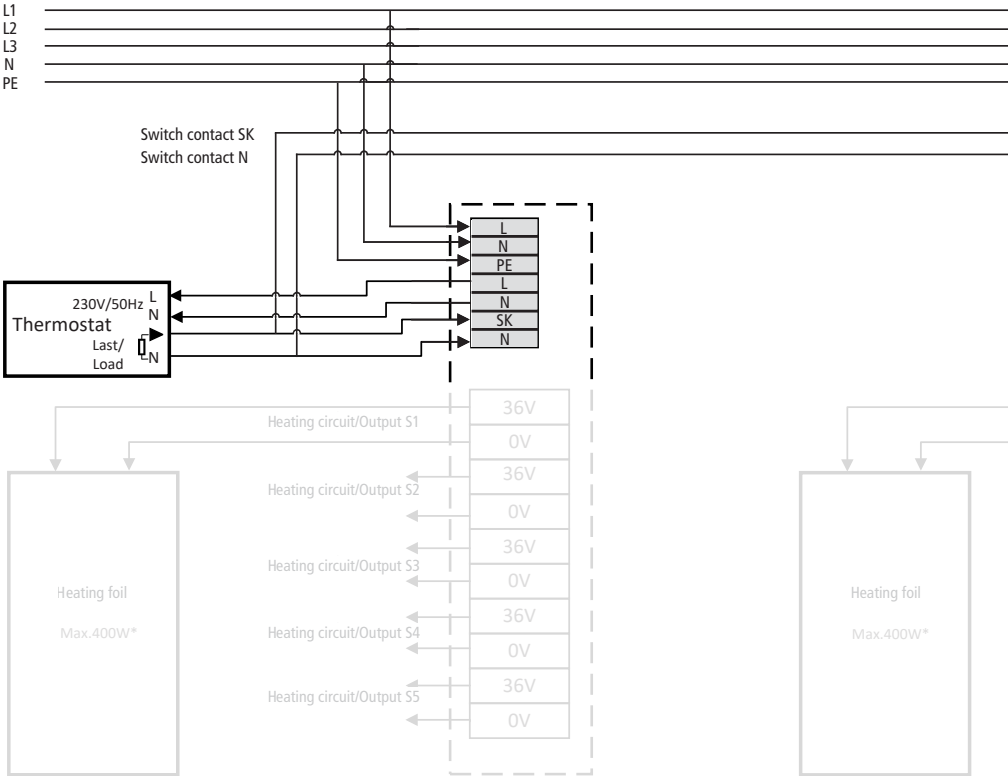 L1
L2
L3
N
PE
Switch contact SK
Switch contact N
L
N
PE
L
N
SK
N
230V/50Hz L
N
Thermostat
Last/
Load
N
36V
Heating circuit/Output S1
0V
36V
Heating circuit/Output S2
0V
36V
Heating circuit/Output S3
0V
36V
Heating circuit/Output S4
0V
36V
Heating circuit/Output S5
0V
Heating foil
Max.400W*
Heating foil
Max.400W*